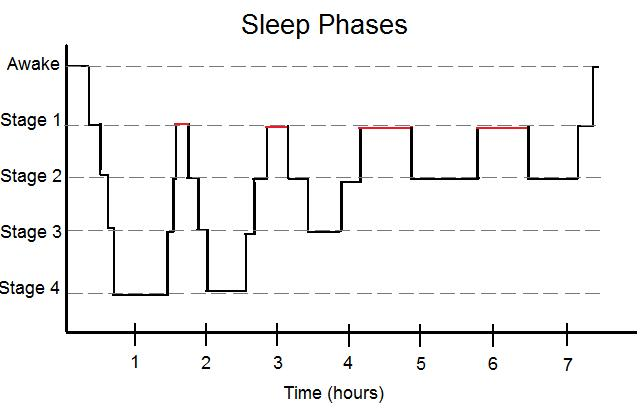 Sleep Phases
Awake
Stage 1
Stage 2
Stage 3
Stage 4
1 2 3 4 5 6 7
Time (hours)